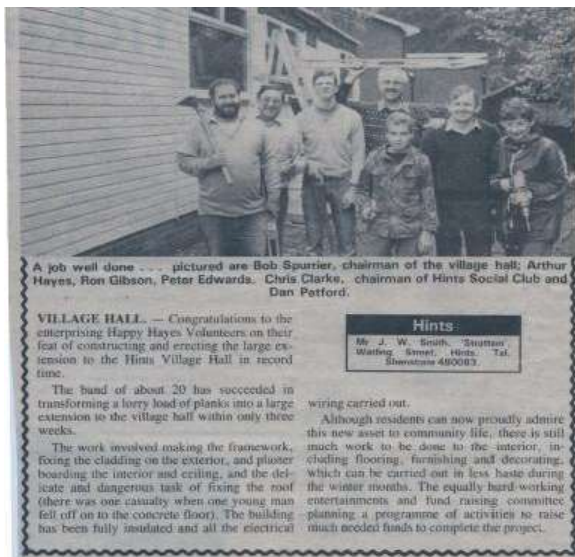 A job well done . . . pictured are Bob Spurrier, chairman of the village hall; Arthur
Hayes, Ron Gibson, Peter Edwards, Chris Clarke, chairman of Hints Social Club and
Dan Petford.
VILLAGE HALL. — Congratulations to the
enterprising Happy Hayes Volunteers on their
feat of constructing and erecting the large ex-
tension to the Hints Village Hall in record
time.
The band of about 20 has succeeded in
transforming a lorry load of planks into a large
extension to the village hall within only three
weeks.
The work involved making the framework,
fixing the cladding on the exterior, and plaster
boarding the interior and ceiling, and the del-
icate and dangerous task of fixing the roof
(there was one casualty when one young man
fell off on to the concrete floor). The building
has been fully insulated and all the electrical
Hints
Mr J. W. Smith, 'Stratton',
Watling Street, Hints. Tel.
Shenstone 480083.
wiring carried out.
Although residents can now proudly admire
this new asset to community life, there is still
much work to be done to the interior, in-
cluding flooring, furnishing and decorating,
which can be carried out in less haste during
the winter months. The equally hard-working
entertainments and fund raising committee
planning a programme of activities to raise
much needed funds to complete the project.